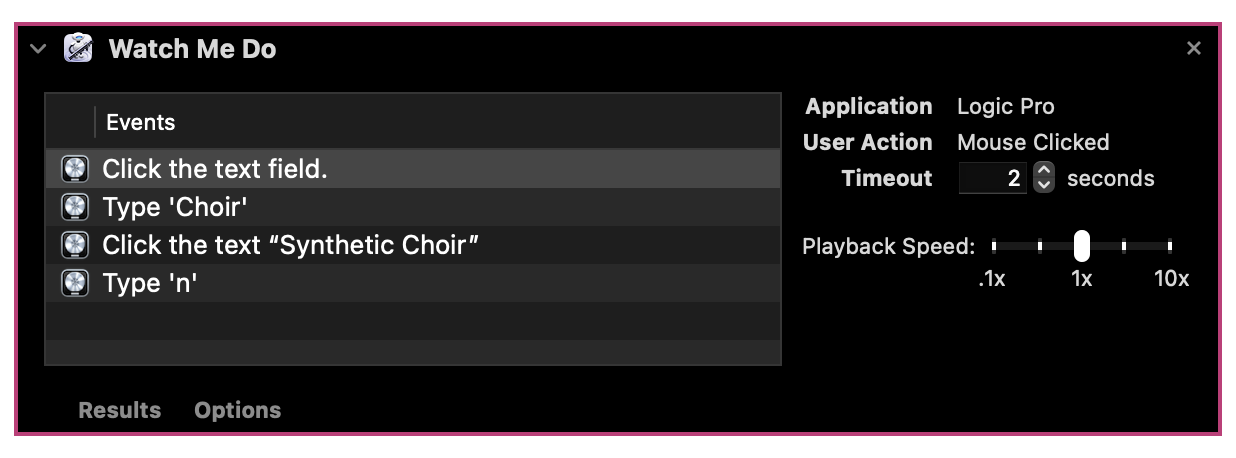 Watch Me Do
Events
Click the text field.
Type 'Choir'
Click the text “Synthetic Choir”
Type 'n'
Application Logic Pro
User Action Mouse Clicked
Timeout 2 seconds
Playback Speed:
.1x 1x 10x
Results Options